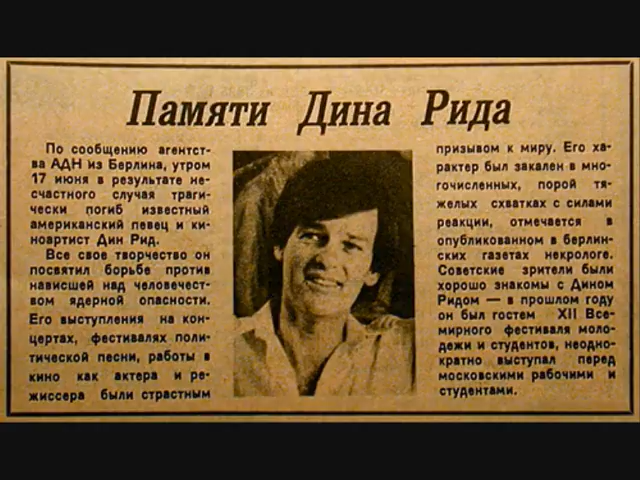 Памяти Дина Рида
По сообщению агентст-
ва АДН из Берлина, утром
17 июня в результате не-
счастного случая траги-
чески погиб известный
американский певец и ки-
ноартист Дин Рид.
Все свое творчество он
посвятил борьбе против
нависшей над человечест-
вом ядерной опасности.
Его выступления на кон-
цертах, фестивалях поли-
тической песни, работы в
кино как актера и ре-
жиссера были страстным
призывом к миру. Его ха-
рактер был закален в мно-
гочисленных, порой тя-
желых схватках с силами
реакции, отмечается в
опубликованном в берлин-
ских газетах некрологе.
Советские зрители были
хорошо знакомы с Дином
Ридом — в прошлом году
он был гостем XII Все-
мирного фестиваля моло-
дежи и студентов, неодно-
кратно выступал перед
московскими рабочими и
студентами.